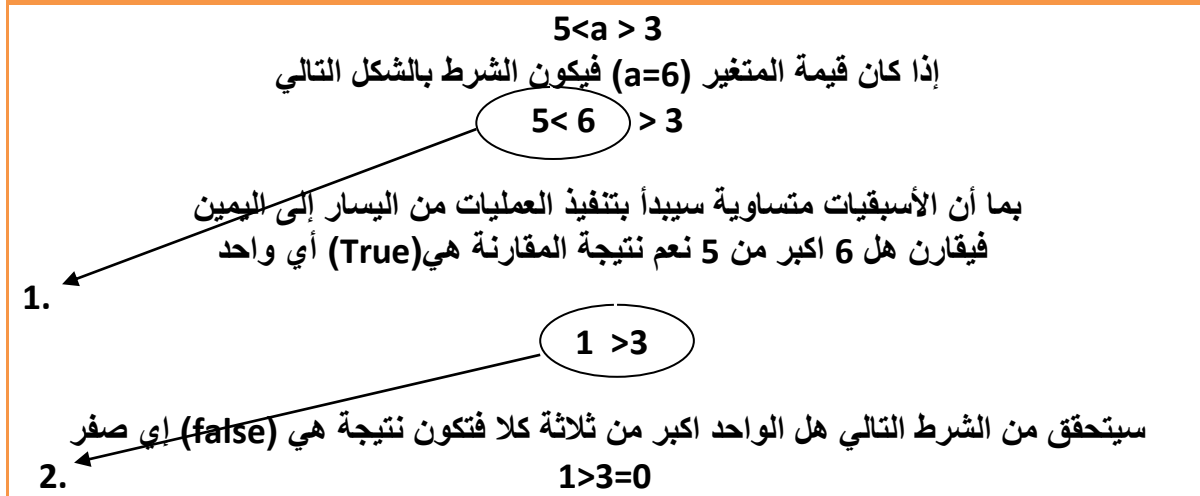 5<a > 3
إذا كان قيمة المتغير (a=6) فيكون الشرط بالشكل التالي
5< 6 > 3
بما أن الأسبقيات متساوية سيبدأ بتنفيذ العمليات من اليسار إلى اليمين
فيقارن هل 6 اكبر من 5 نعم نتيجة المقارنة هي(True) أي واحد
1.
1 >3
سيتحقق من الشرط التالي هل الواحد اكبر من ثلاثة كلا فتكون نتيجة هي (false) إي صفر
2. 1>3=0